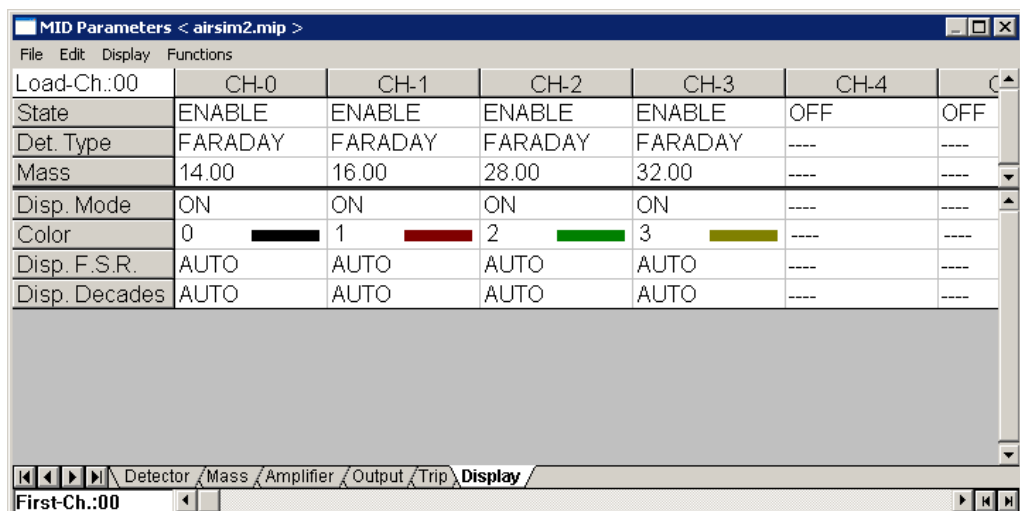 MID Parameters < airsim2.mip >
File Edit Display Functions
Load-Ch.:00 CH-0 CH-1 CH-2 CH-3 CH-4
State ENABLE ENABLE ENABLE ENABLE OFF OFF
Det. Type FARADAY FARADAY FARADAY FARADAY ---- ----
Mass 14.00 16.00 28.00 32.00 ---- ----
Disp. Mode ON ON ON ON ---- ----
Color 0 1 2 3 ---- ----
Disp. F.S.R. AUTO AUTO AUTO AUTO ---- ----
Disp. Decades AUTO AUTO AUTO AUTO ---- ----
Detector Mass Amplifier Output Trip Display
First-Ch.:00